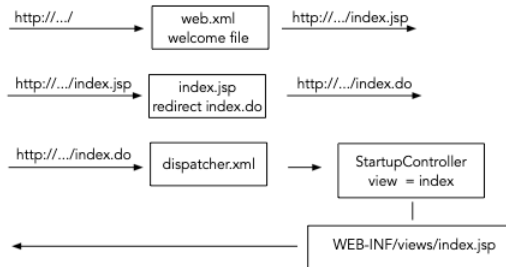 http://.../
web.xml
welcome file
http://.../index.jsp
http://.../index.jsp
index.jsp
redirect index.do
http://.../index.do
http://.../index.do
dispatcher.xml
StartupController
view = index
WEB-INF/views/index.jsp